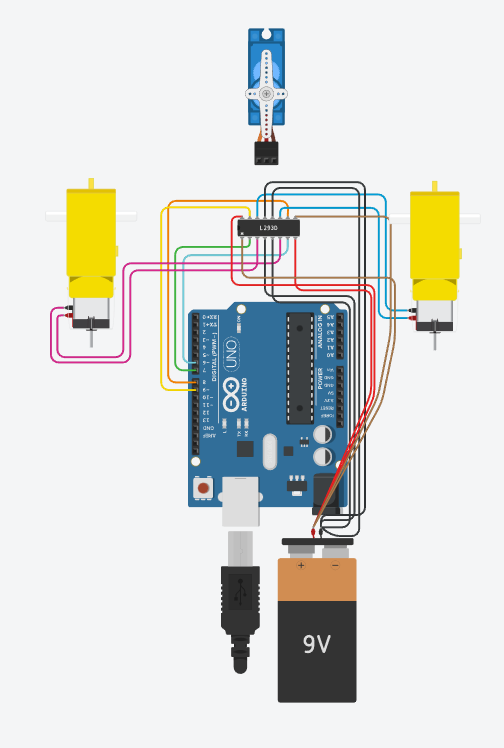 L293D
RX 0
TX 1
2
~3
4
~5
~6
7
8
~9
~10
~11
12
13
GND
AREF
DIGITAL (PWM~)
UNO
ARDUINO
L
TX
RX
ON
ANALOG IN
A5
A4
A3
A2
A1
A0
POWER
Vin
GND
GND
5V
3.3V
RESET
IOREF
+ −
9V